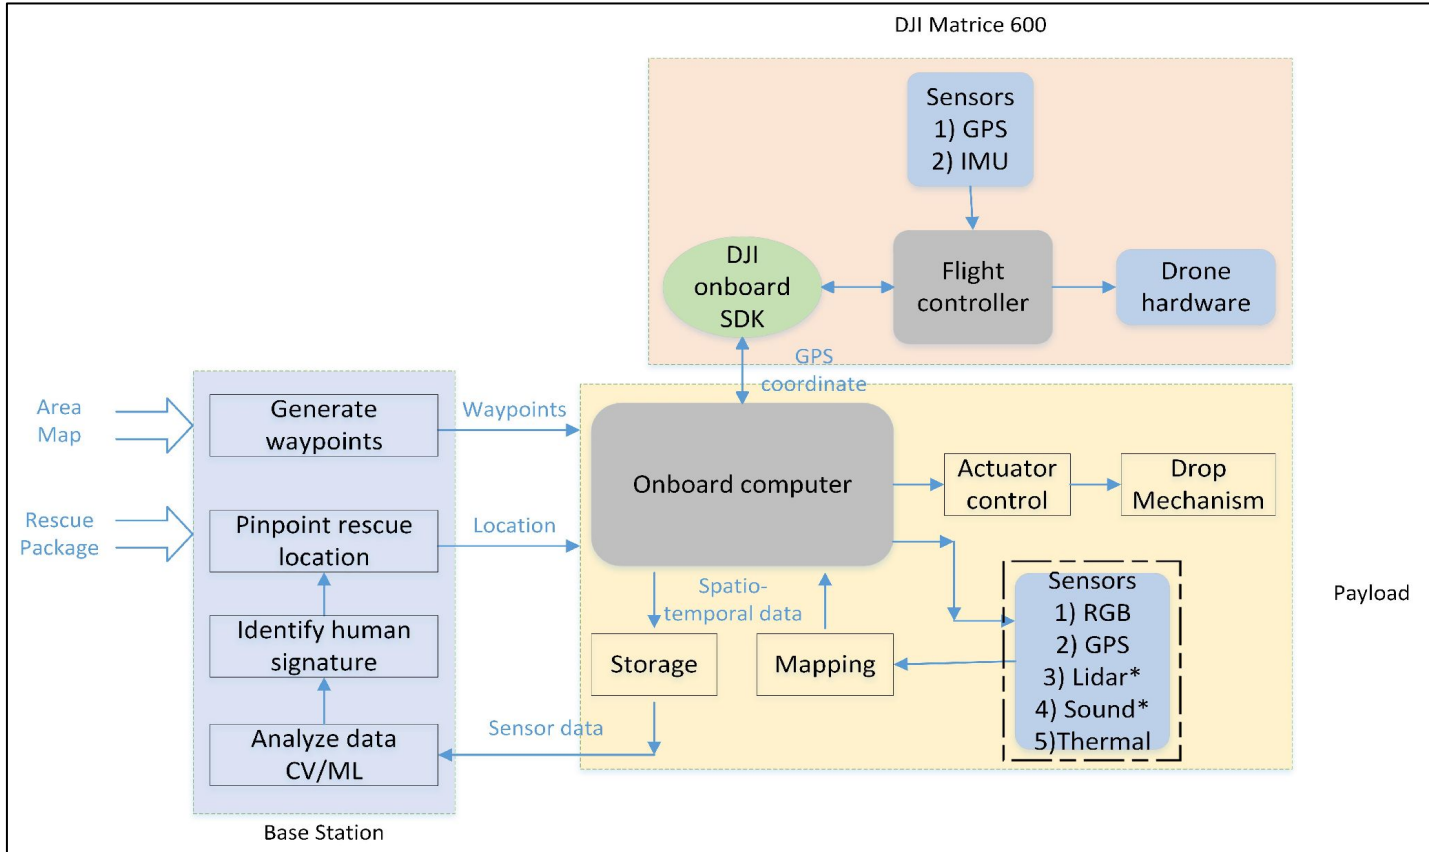 DJI Matrice 600
Sensors
1) GPS
2) IMU
DJI
onboard
SDK
Flight
controller
Drone
hardware
GPS
coordinate
Area
Map
Generate
waypoints
Waypoints
Onboard computer
Actuator
control
Drop
Mechanism
Rescue
Package
Pinpoint rescue
location
Location
Spatio-
temporal data
Sensors
1) RGB
2) GPS
3) Lidar*
4) Sound*
5)Thermal
Payload
Identify human
signature
Storage
Mapping
Sensor data
Analyze data
CV/ML
Base Station